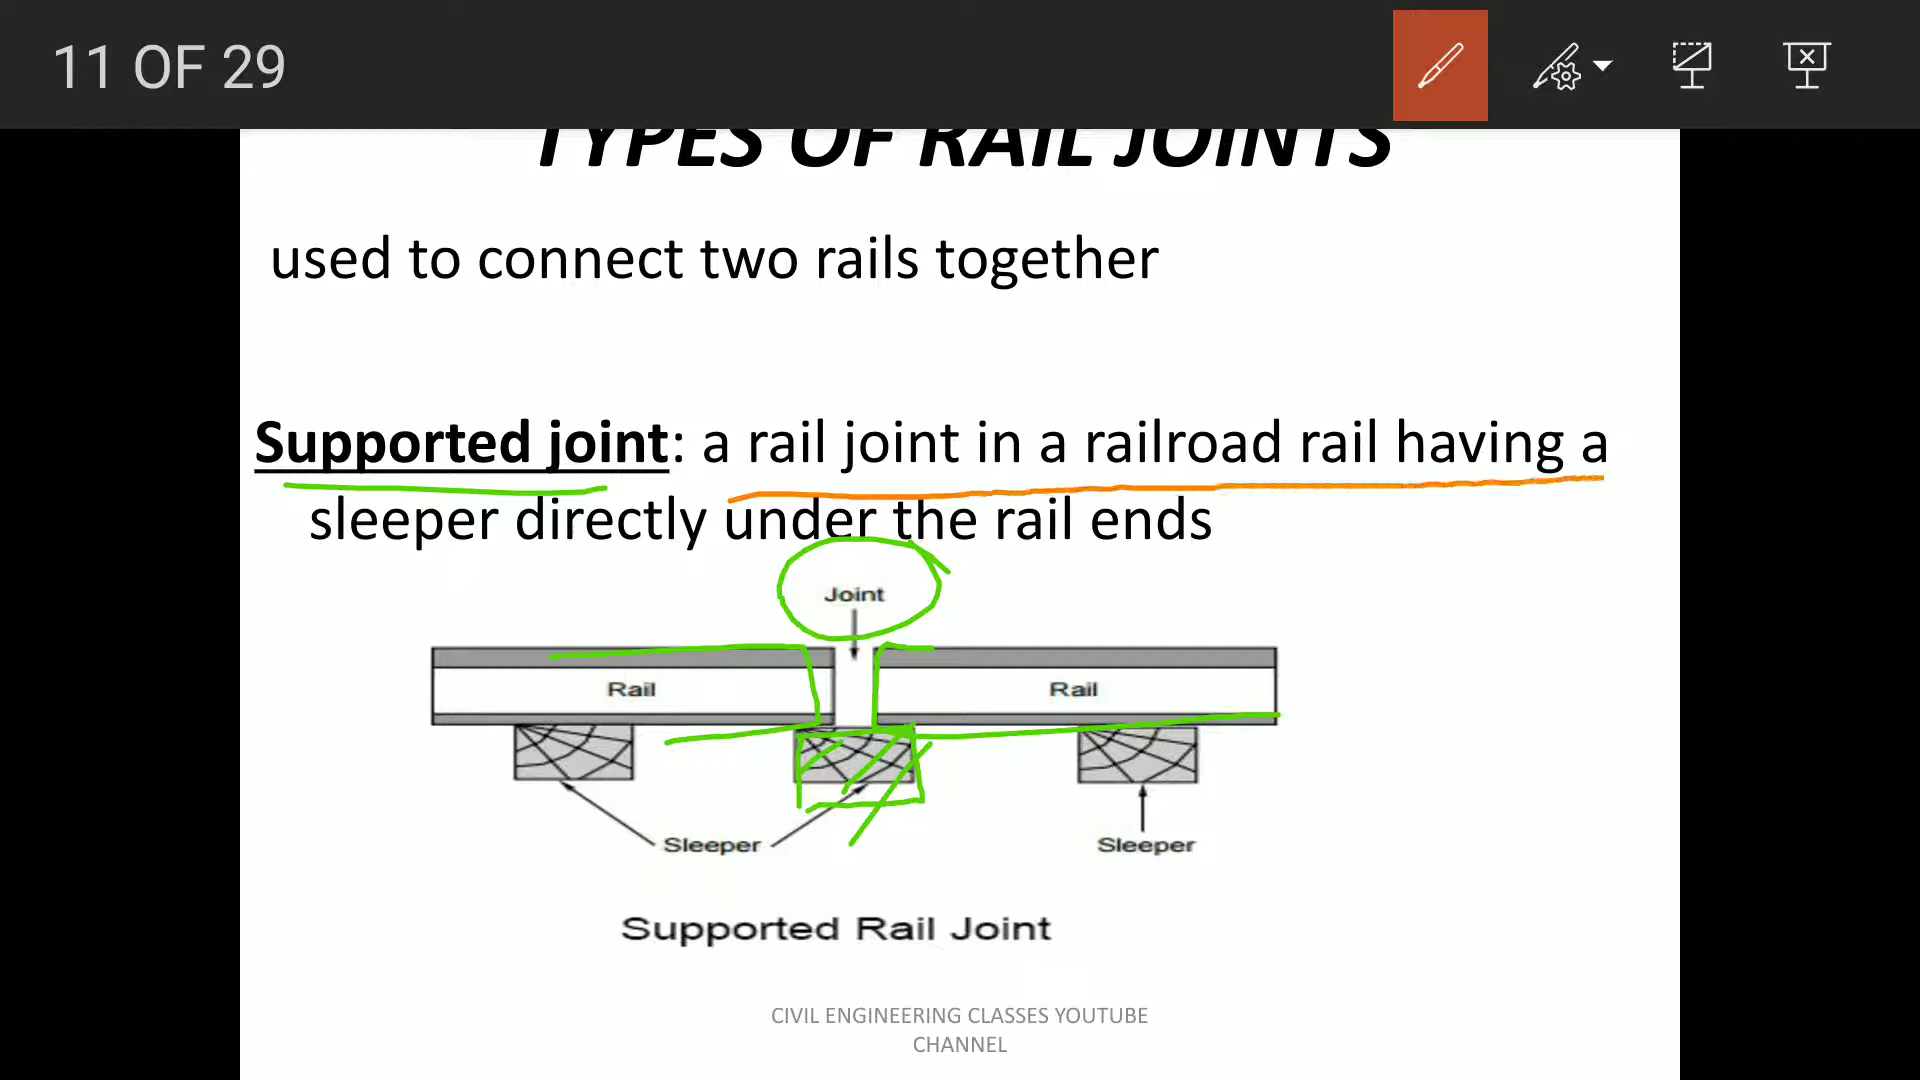 11 OF 29
TYPES OF RAIL JOINTS
used to connect two rails together
Supported joint: a rail joint in a railroad rail having a
sleeper directly under the rail ends
Joint
Rail
Rail
Sleeper
Sleeper
Supported Rail Joint
CIVIL ENGINEERING CLASSES YOUTUBE
CHANNEL